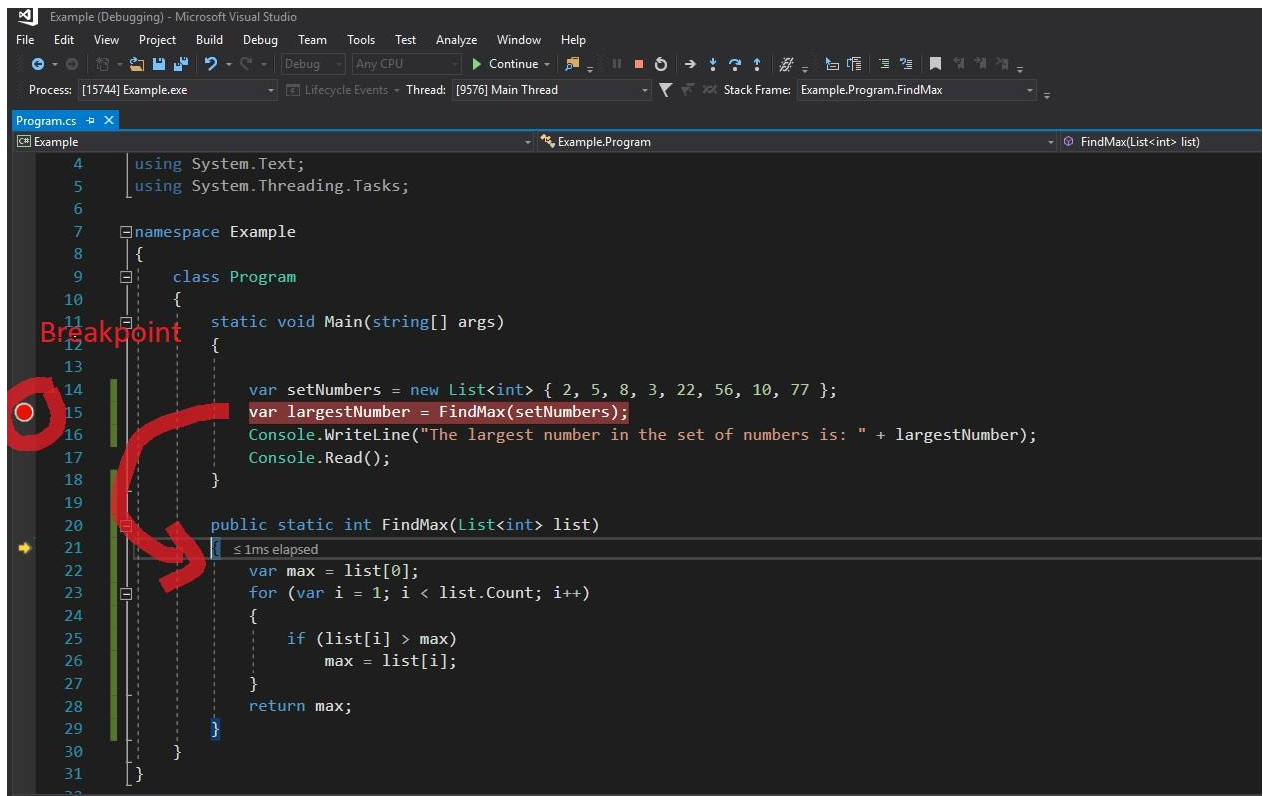 Example (Debugging) - Microsoft Visual Studio
File Edit View Project Build Debug Team Tools Test Analyze Window Help
Debug Any CPU Continue
Process: [15744] Example.exe Lifecycle Events Thread: [9576] Main Thread Stack Frame: Example.Program.FindMax
Program.cs
C# Example Example.Program FindMax(List<int> list)
4 using System.Text;
5 using System.Threading.Tasks;
6
7 namespace Example
8 {
9 class Program
10 {
11 static void Main(string[] args)
Breakpoint
12 {
13
14 var setNumbers = new List<int> { 2, 5, 8, 3, 22, 56, 10, 77 };
15 var largestNumber = FindMax(setNumbers);
16 Console.WriteLine("The largest number in the set of numbers is: " + largestNumber);
17 Console.Read();
18 }
19
20 public static int FindMax(List<int> list)
21 { ≤ 1ms elapsed
22 var max = list[0];
23 for (var i = 1; i < list.Count; i++)
24 {
25 if (list[i] > max)
26 max = list[i];
27 }
28 return max;
29 }
30 }
31 }